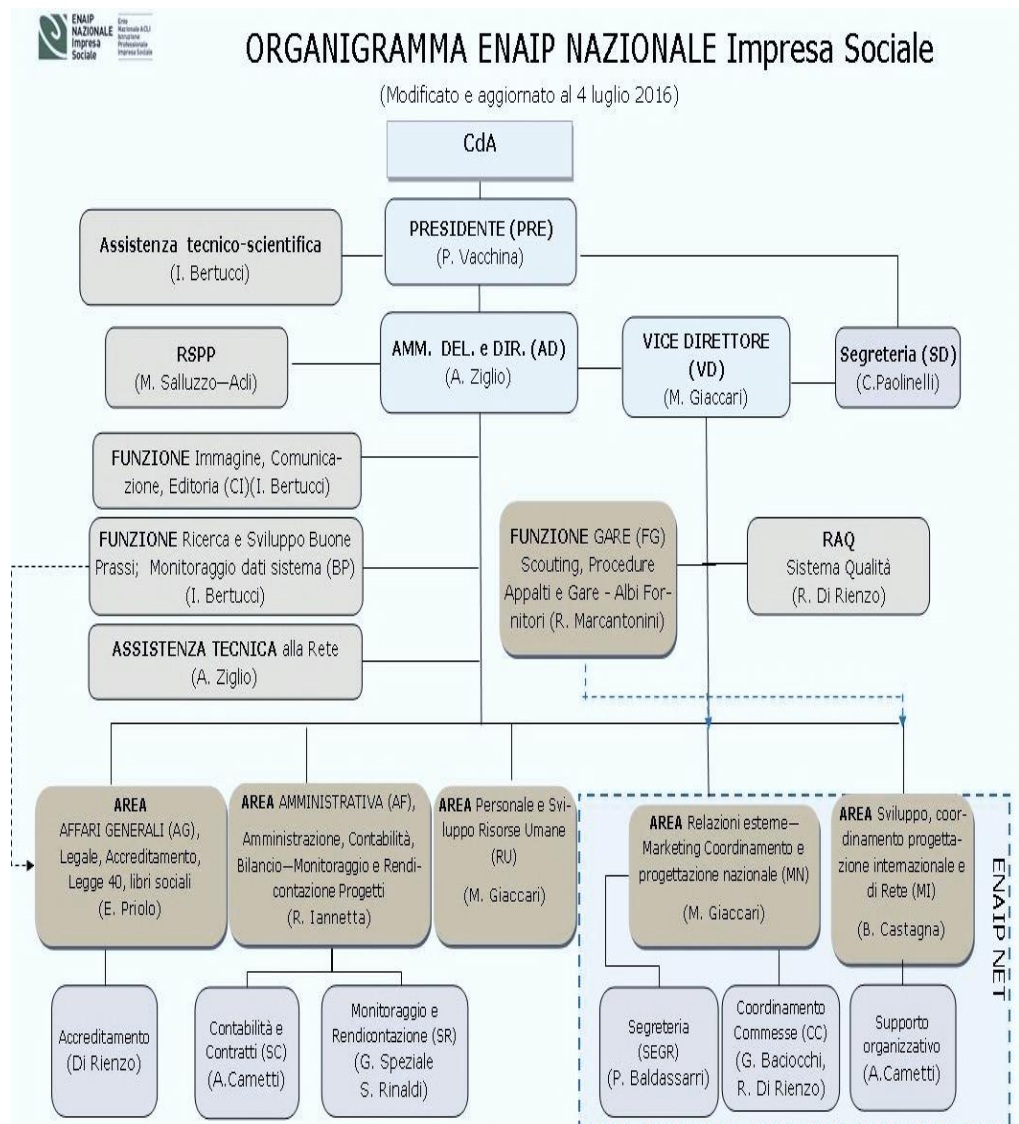 ENAIP
NAZIONALE
Impresa
Sociale
Ente
Nazionale ACLI
Istruzione
Professionale
Impresa Sociale
ORGANIGRAMMA ENAIP NAZIONALE Impresa Sociale
(Modificato e aggiornato al 4 luglio 2016)
CdA
PRESIDENTE (PRE)
(P. Vacchina)
Assistenza tecnico-scientifica
(I. Bertucci)
RSPP
(M. Salluzzo—Adi)
AMM. DEL. e DIR. (AD)
(A. Ziglio)
VICE DIRETTORE
(VD)
(M. Giaccari)
Segreteria (SD)
(C.Paolinelli)
FUNZIONE Immagine, Comunica-
zione, Editoria (CI)(I. Bertucci)
FUNZIONE Ricerca e Sviluppo Buone
Prassi; Monitoraggio dati sistema (BP)
(I. Bertucci)
ASSISTENZA TECNICA alla Rete
(A. Ziglio)
FUNZIONE GARE (FG)
Scouting, Procedure
Appalti e Gare - Albi For-
nitori (R. Marcantonini)
RAQ
Sistema Qualità
(R. Di Rienzo)
AREA
AFFARI GENERALI (AG),
Legale, Accreditamento,
Legge 40, libri sociali
(E. Priolo)
AREA AMMINISTRATIVA (AF),
Amministrazione, Contabilità,
Bilancio—Monitoraggio e Rendi-
contazione Progetti
(R. Iannetta)
AREA Personale e Svi-
luppo Risorse Umane
(RU)
(M. Giaccari)
AREA Relazioni esterne—
Marketing Coordinamento e
progettazione nazionale (MN)
(M. Giaccari)
AREA Sviluppo, coor-
dinamento progetta-
zione internazionale e
di Rete (MI)
(B. Castagna)
ENAIP NET
Accreditamento
(Di Rienzo)
Contabilità e
Contratti (SC)
(A.Cametti)
Monitoraggio e
Rendicontazione (SR)
(G. Speziale
S. Rinaldi)
Segreteria
(SEGR)
(P. Baldassarri)
Coordinamento
Commesse (CC)
(G. Baciocchi,
R. Di Rienzo)
Supporto
organizzativo
(A.Cametti)